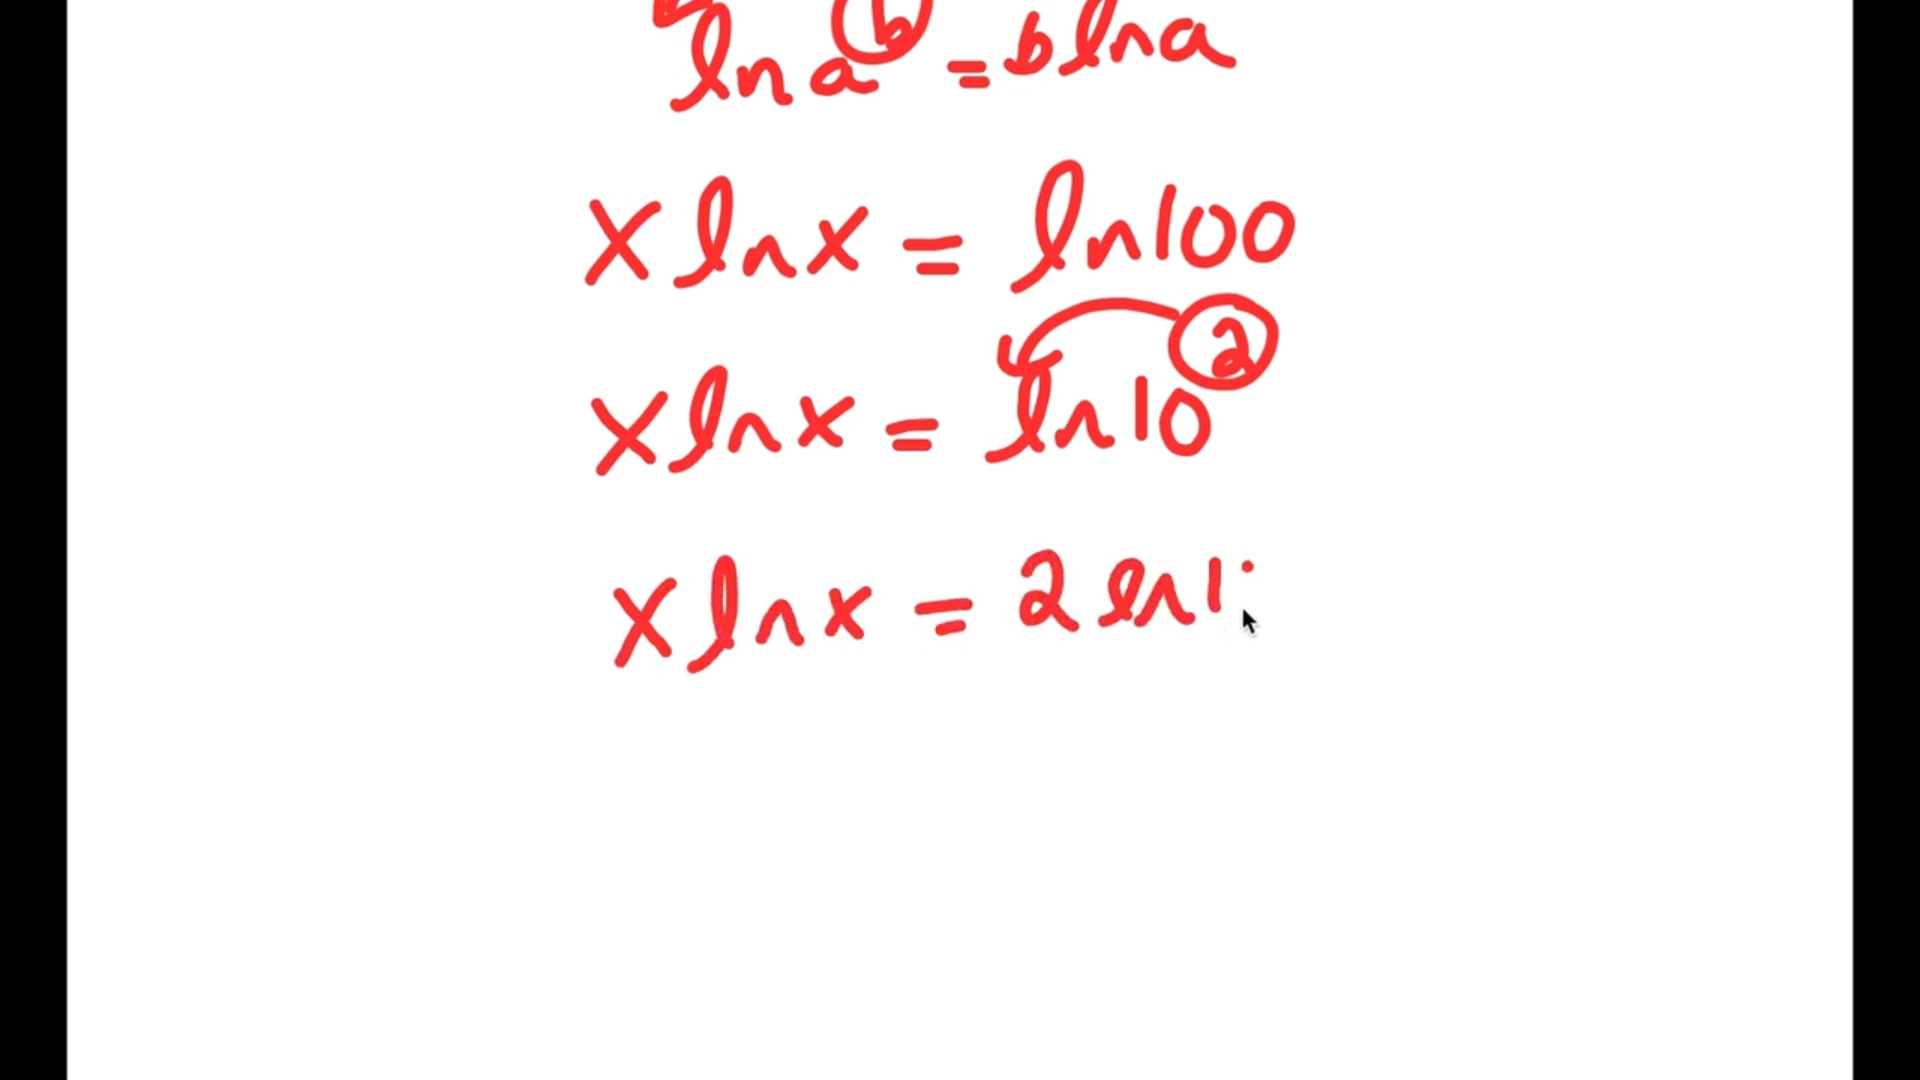 ln a^b = b ln a
x ln x = ln 100
x ln x = ln 10^2
x ln x = 2 ln 1